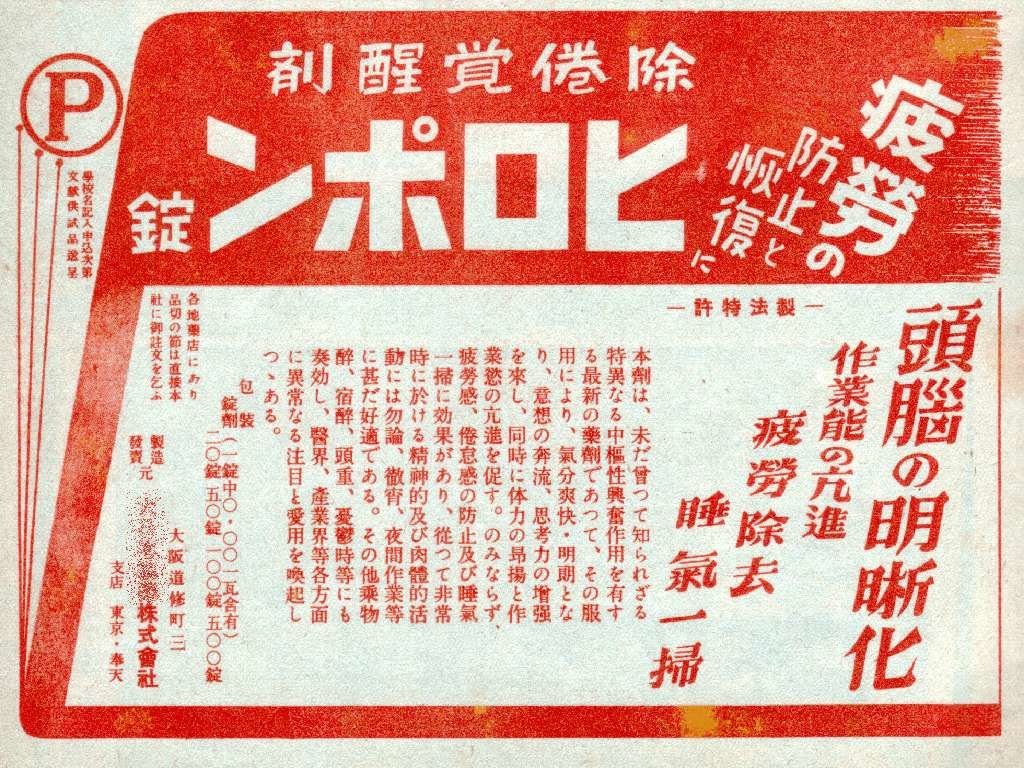 除倦覚醒剤
ヒロポン
錠
疲勞の
防止と
恢復に
P
學校名記入申込次第
文献供試品進呈
―製法特許―
頭腦の明晰化
作業能の亢進
疲勞除去
睡氣一掃
本劑は、未だ曾つて知られざる
特異なる中樞性興奮作用を有す
る最新の藥劑であつて、その服
用により、氣分爽快・明朗とな
り、意想の奔流、思考力の增强
を來し、同時に体力の昂揚と作
業慾の亢進を促す。のみならず、
疲勞感、倦怠感の防止及び睡氣
一掃に効果があり、從つて非常
時に於ける精神的及び肉體的活
動には勿論、徹宵、夜間作業等
に甚だ好適である。その他乘物
醉、宿醉、頭重、憂鬱時等にも
奏効し、醫界、產業界等各方面
に異常なる注目と愛用を喚起し
つゝある。
包裝
錠劑
(一錠中〇・〇〇一瓦含有)
二〇錠 五〇錠 一〇〇錠 五〇〇錠
各地藥店にあり
品切の節は直接本
社に御註文を乞ふ
製造
發賣
元
株式會社
大阪道修町三
支店 東京・奉天